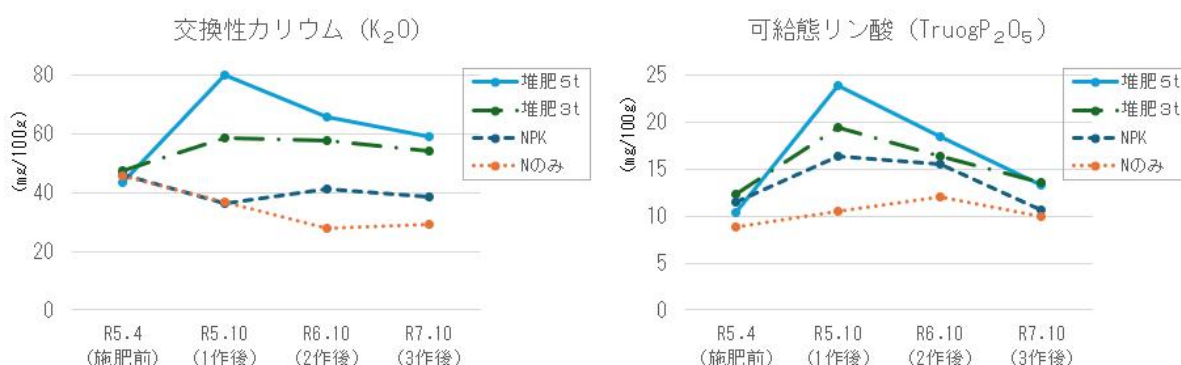 交換性カリウム (K₂O)
80
60
40
20
0
(mg/100g)
堆肥5t
堆肥3t
NPK
Nのみ
R5.4
(施肥前)
R5.10
(1作後)
R6.10
(2作後)
R7.10
(3作後)
可給態リン酸 (TruogP₂O₅)
25
20
15
10
5
0
(mg/100g)
堆肥5t
堆肥3t
NPK
Nのみ
R5.4
(施肥前)
R5.10
(1作後)
R6.10
(2作後)
R7.10
(3作後)